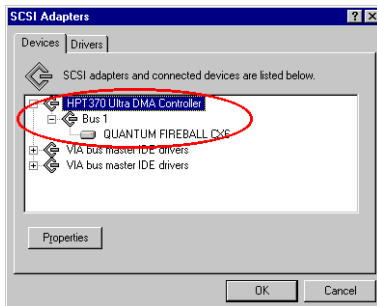 SCSI Adapters
Devices
Drivers
SCSI adapters and connected devices are listed below.
HPT370 Ultra DMA Controller
Bus 1
QUANTUM FIREBALL CX6
VIA bus master IDE drivers
VIA bus master IDE drivers
Properties
OK
Cancel